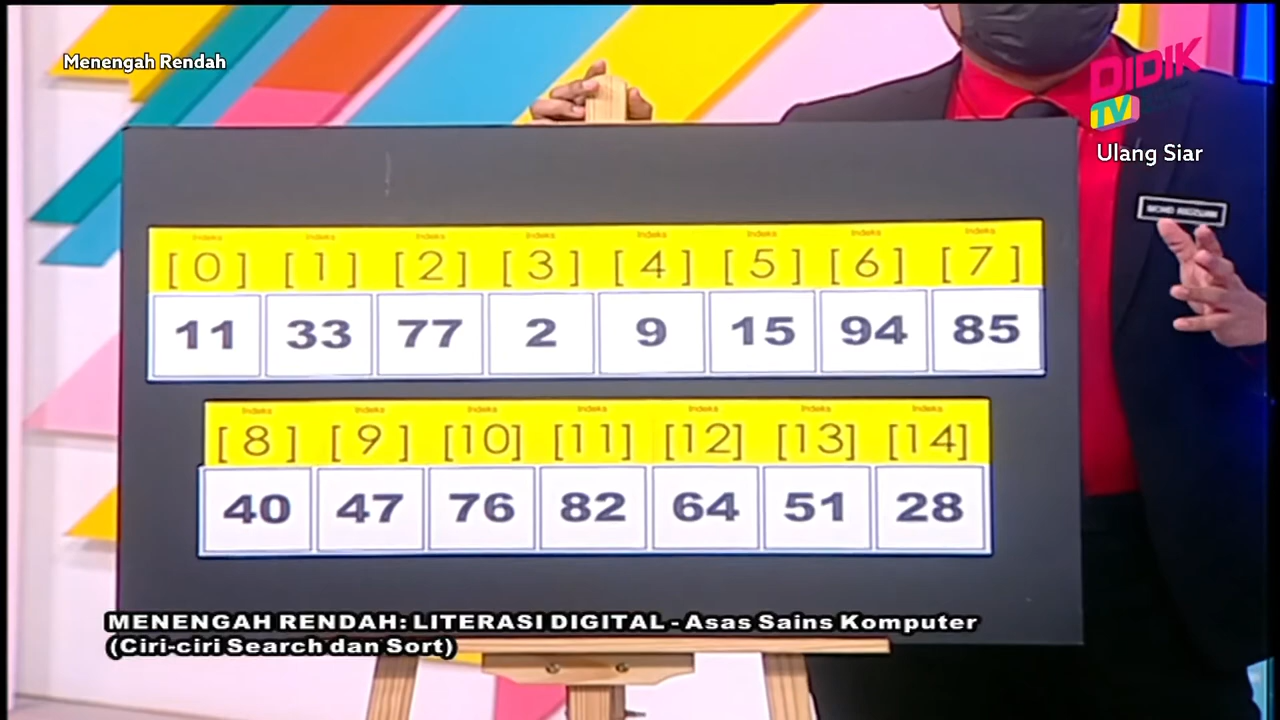 Menengah Rendah
DIDIK
TV
Ulang Siar
Indeks Indeks Indeks Indeks Indeks Indeks Indeks Indeks
[0] [1] [2] [3] [4] [5] [6] [7]
11 33 77 2 9 15 94 85
Indeks Indeks Indeks Indeks Indeks Indeks Indeks
[8] [9] [10] [11] [12] [13] [14]
40 47 76 82 64 51 28
MENENGAH RENDAH: LITERASI DIGITAL - Asas Sains Komputer
(Ciri-ciri Search dan Sort)